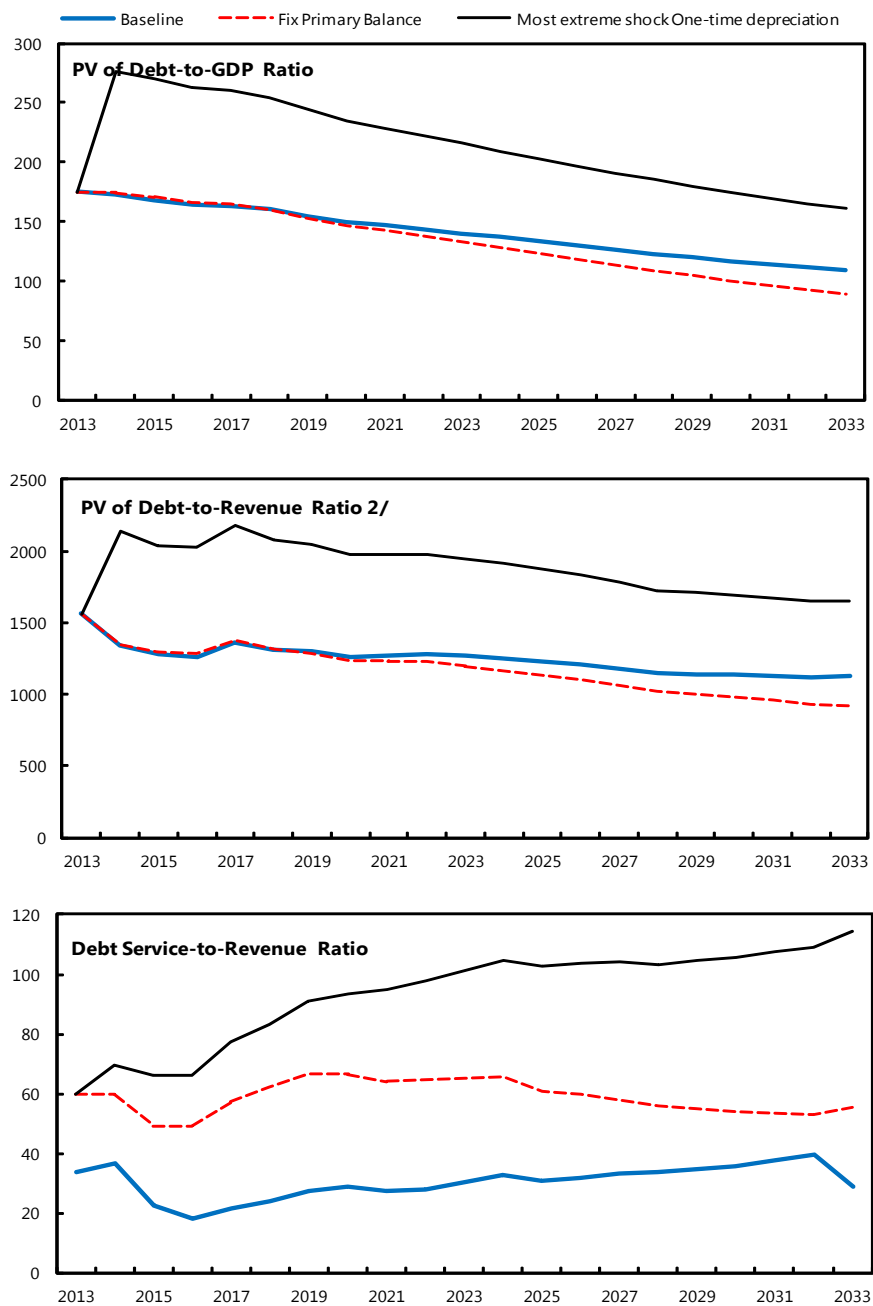 Baseline Fix Primary Balance Most extreme shock One-time depreciation
PV of Debt-to-GDP Ratio
300
250
200
150
100
50
0
2013 2015 2017 2019 2021 2023 2025 2027 2029 2031 2033
PV of Debt-to-Revenue Ratio 2/
2500
2000
1500
1000
500
0
2013 2015 2017 2019 2021 2023 2025 2027 2029 2031 2033
Debt Service-to-Revenue Ratio
120
100
80
60
40
20
0
2013 2015 2017 2019 2021 2023 2025 2027 2029 2031 2033